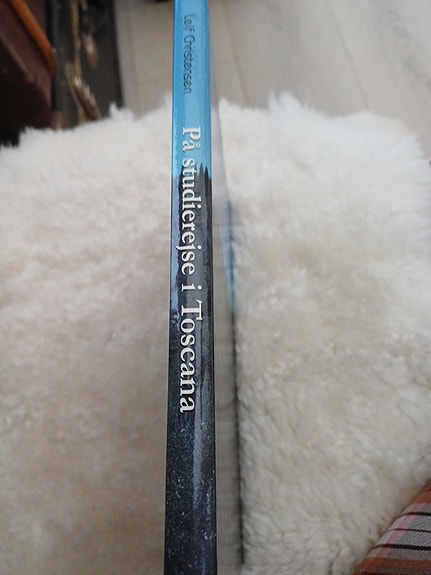 Leif Christensen
På studierejse i Toscana